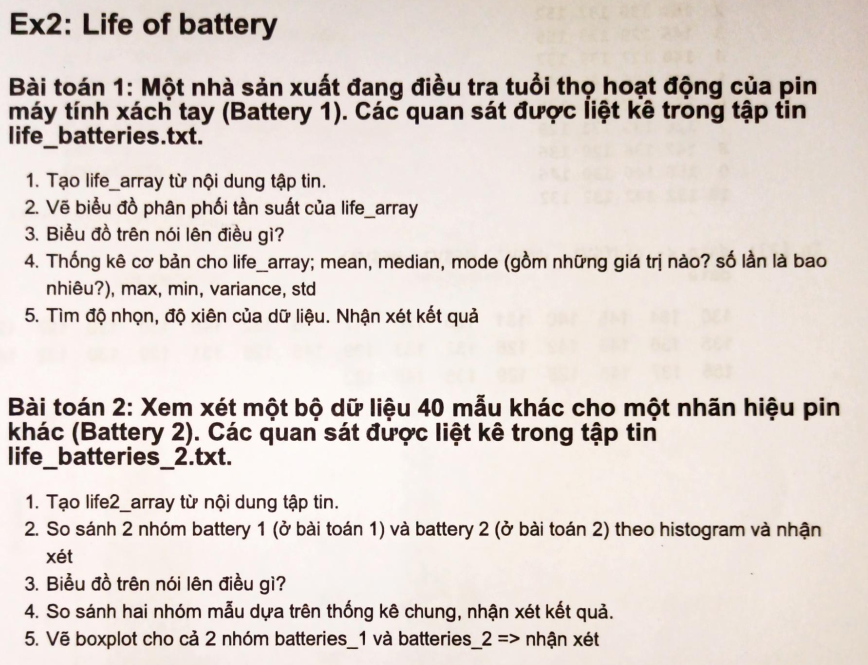 Ex2: Life of battery
Bài toán 1: Một nhà sản xuất đang điều tra tuổi thọ hoạt động của pin
máy tính xách tay (Battery 1). Các quan sát được liệt kê trong tập tin
life_batteries.txt.
1. Tạo life_array từ nội dung tập tin.
2. Vẽ biểu đồ phân phối tần suất của life_array
3. Biểu đồ trên nói lên điều gì?
4. Thống kê cơ bản cho life_array; mean, median, mode (gồm những giá trị nào? số lần là bao
nhiêu?), max, min, variance, std
5. Tìm độ nhọn, độ xiên của dữ liệu. Nhận xét kết quả
Bài toán 2: Xem xét một bộ dữ liệu 40 mẫu khác cho một nhãn hiệu pin
khác (Battery 2). Các quan sát được liệt kê trong tập tin
life_batteries_2.txt.
1. Tạo life2_array từ nội dung tập tin.
2. So sánh 2 nhóm battery 1 (ở bài toán 1) và battery 2 (ở bài toán 2) theo histogram và nhận
xét
3. Biểu đồ trên nói lên điều gì?
4. So sánh hai nhóm mẫu dựa trên thống kê chung, nhận xét kết quả.
5. Vẽ boxplot cho cả 2 nhóm batteries_1 và batteries_2 => nhận xét